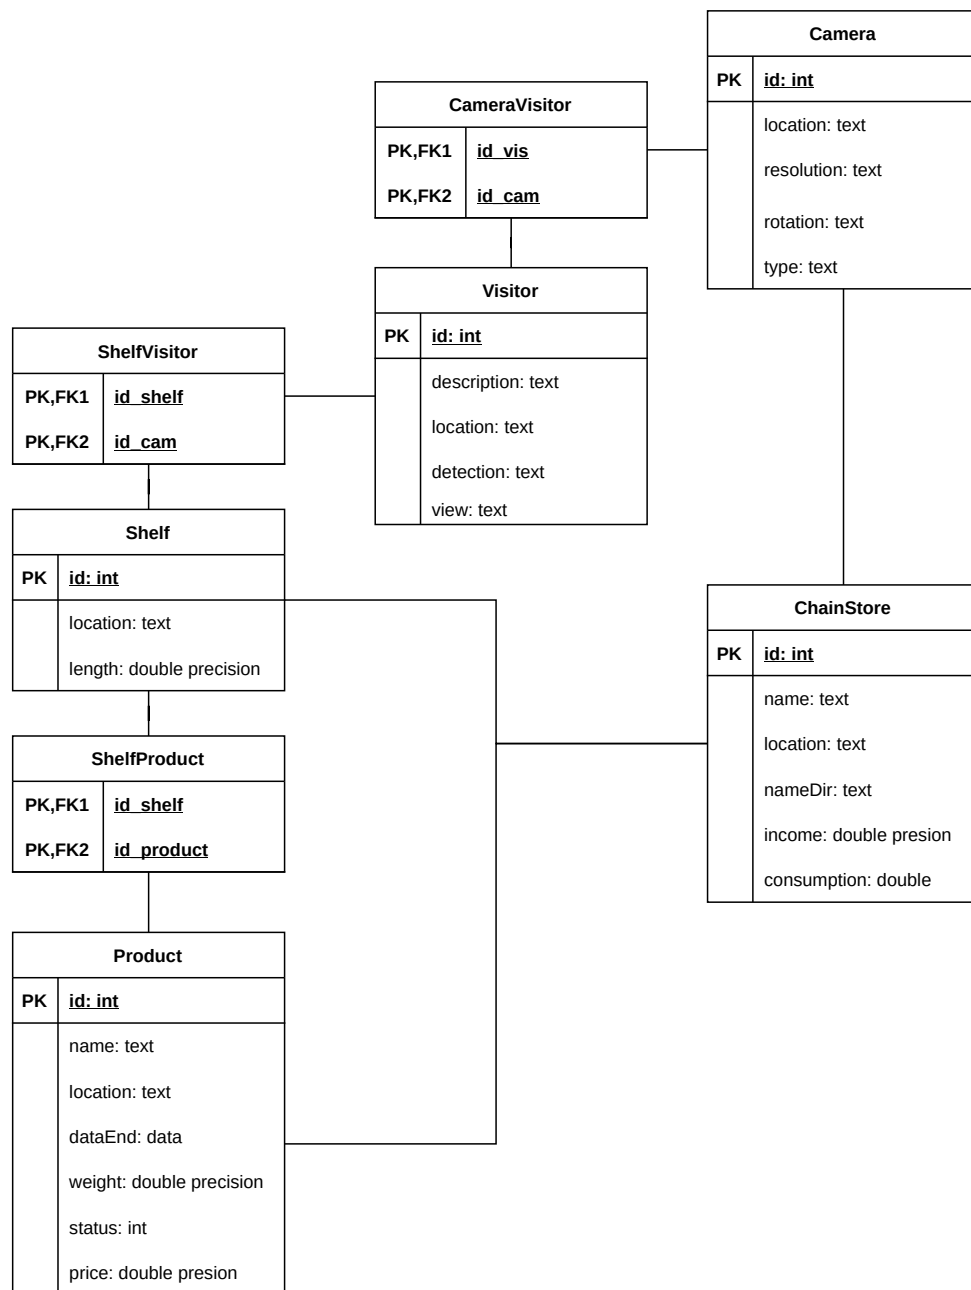 Camera
PK id: int
location: text
resolution: text
rotation: text
type: text
CameraVisitor
PK,FK1 id_vis
PK,FK2 id_cam
Visitor
PK id: int
description: text
location: text
detection: text
view: text
ShelfVisitor
PK,FK1 id_shelf
PK,FK2 id_cam
Shelf
PK id: int
location: text
length: double precision
ChainStore
PK id: int
name: text
location: text
nameDir: text
income: double presion
consumption: double
ShelfProduct
PK,FK1 id_shelf
PK,FK2 id_product
Product
PK id: int
name: text
location: text
dataEnd: data
weight: double precision
status: int
price: double presion